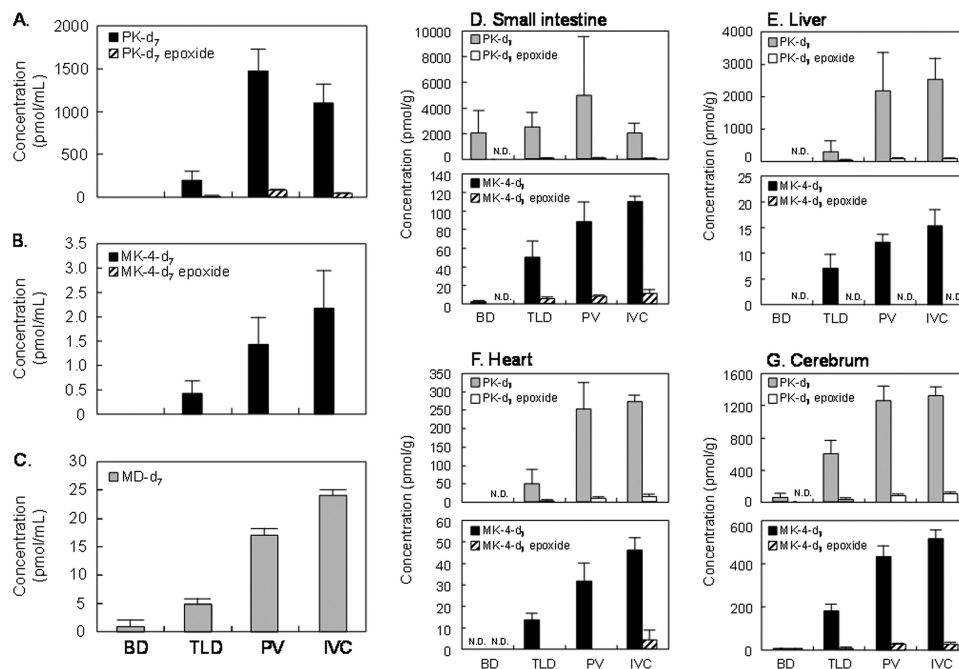 A.
PK-d7
PK-d7 epoxide
Concentration
(pmol/mL)
2000
1500
1000
500
0
B.
MK-4-d7
MK-4-d7 epoxide
Concentration
(pmol/mL)
3.5
3.0
2.5
2.0
1.5
1.0
0.5
0
C.
MD-d7
Concentration
(pmol/mL)
25
20
15
10
5
0
BD TLD PV IVC
D. Small intestine
PK-d7
PK-d7 epoxide
N.D.
10000
8000
6000
4000
2000
0
Concentration (pmol/g)
MK-4-d7
MK-4-d7 epoxide
N.D.
140
120
100
80
60
40
20
0
BD TLD PV IVC
E. Liver
PK-d7
PK-d7 epoxide
N.D.
4000
3000
2000
1000
0
Concentration (pmol/g)
MK-4-d7
MK-4-d7 epoxide
N.D. N.D. N.D. N.D.
25
20
15
10
5
0
BD TLD PV IVC
F. Heart
PK-d7
PK-d7 epoxide
N.D.
350
300
250
200
150
100
50
0
Concentration (pmol/g)
MK-4-d7
MK-4-d7 epoxide
N.D. N.D.
60
50
40
30
20
10
0
BD TLD PV IVC
G. Cerebrum
PK-d7
PK-d7 epoxide
N.D.
1600
1200
800
400
0
Concentration (pmol/g)
MK-4-d7
MK-4-d7 epoxide
600
400
200
0
BD TLD PV IVC